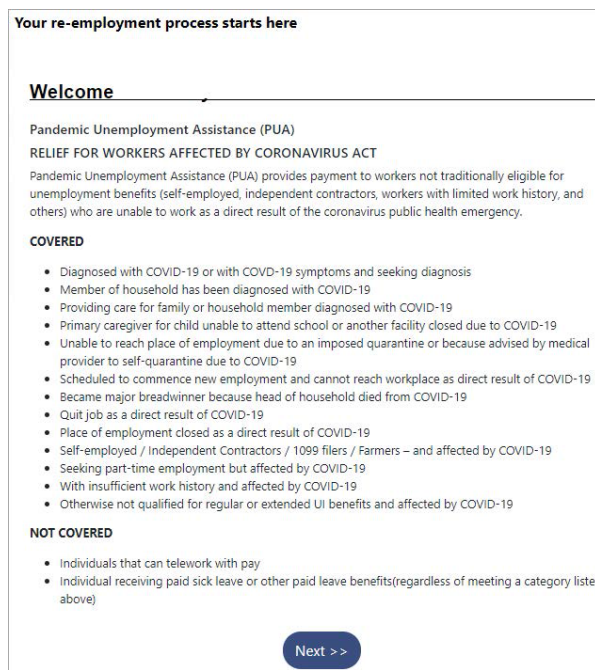 Your re-employment process starts here
Welcome
Pandemic Unemployment Assistance (PUA)
RELIEF FOR WORKERS AFFECTED BY CORONAVIRUS ACT
Pandemic Unemployment Assistance (PUA) provides payment to workers not traditionally eligible for
unemployment benefits (self-employed, independent contractors, workers with limited work history, and
others) who are unable to work as a direct result of the coronavirus public health emergency.
COVERED
• Diagnosed with COVID-19 or with COVD-19 symptoms and seeking diagnosis
• Member of household has been diagnosed with COVID-19
• Providing care for family or household member diagnosed with COVID-19
• Primary caregiver for child unable to attend school or another facility closed due to COVID-19
• Unable to reach place of employment due to an imposed quarantine or because advised by medical
provider to self-quarantine due to COVID-19
• Scheduled to commence new employment and cannot reach workplace as direct result of COVID-19
• Became major breadwinner because head of household died from COVID-19
• Quit job as a direct result of COVID-19
• Place of employment closed as a direct result of COVID-19
• Self-employed / Independent Contractors / 1099 filers / Farmers – and affected by COVID-19
• Seeking part-time employment but affected by COVID-19
• With insufficient work history and affected by COVID-19
• Otherwise not qualified for regular or extended UI benefits and affected by COVID-19
NOT COVERED
• Individuals that can telework with pay
• Individual receiving paid sick leave or other paid leave benefits(regardless of meeting a category liste
above)
Next >>